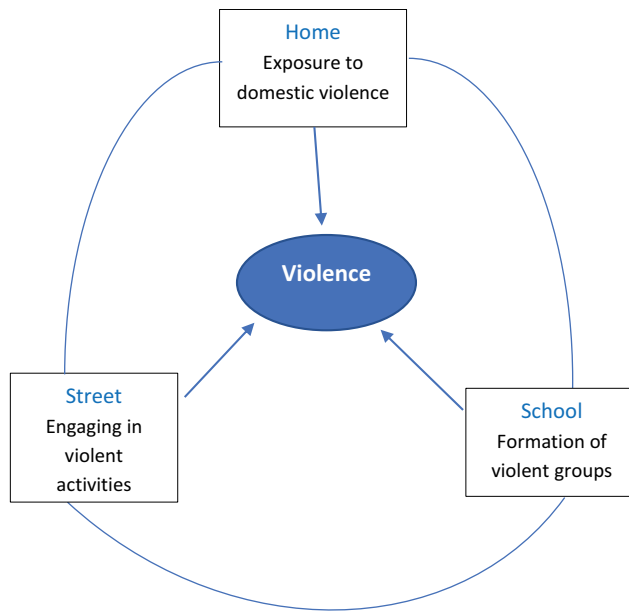 Home
Exposure to
domestic violence
Violence
Street
Engaging in
violent
activities
School
Formation of
violent groups